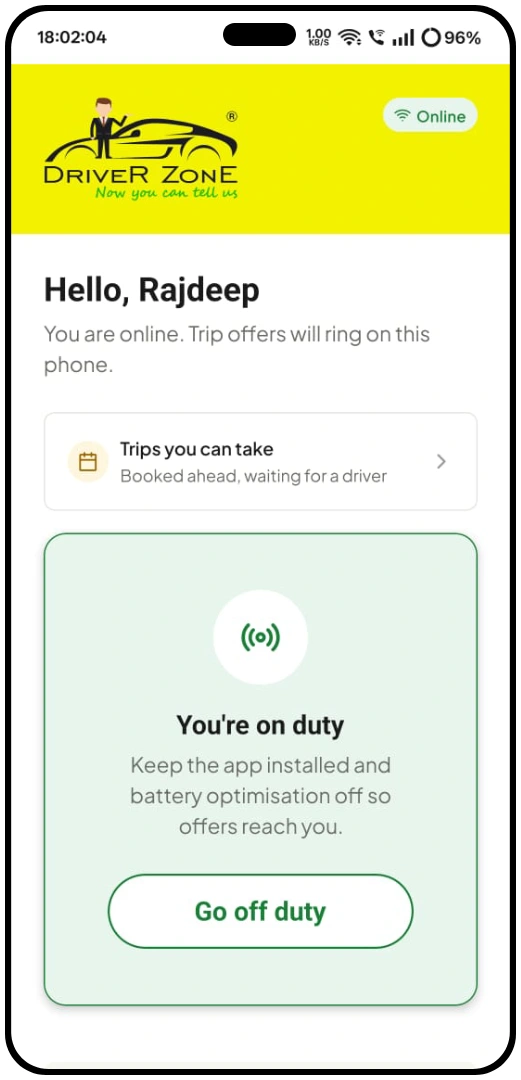 18:02:04
1.00
KB/S
96%
®
DRIVER ZONE
Now you can tell us
Online
Hello, Rajdeep
You are online. Trip offers will ring on this
phone.
Trips you can take
Booked ahead, waiting for a driver
You're on duty
Keep the app installed and
battery optimisation off so
offers reach you.
Go off duty